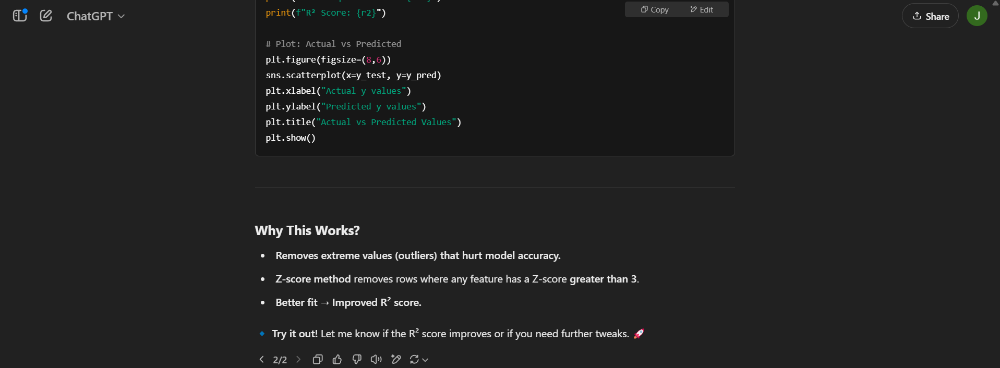 ChatGPT
Share
J
Copy
Edit
print(f"R² Score: {r2}")
# Plot: Actual vs Predicted
plt.figure(figsize=(8,6))
sns.scatterplot(x=y_test, y=y_pred)
plt.xlabel("Actual y values")
plt.ylabel("Predicted y values")
plt.title("Actual vs Predicted Values")
plt.show()
Why This Works?
• Removes extreme values (outliers) that hurt model accuracy.
• Z-score method removes rows where any feature has a Z-score greater than 3.
• Better fit → Improved R² score.
🔹 Try it out! Let me know if the R² score improves or if you need further tweaks. 🚀
2/2